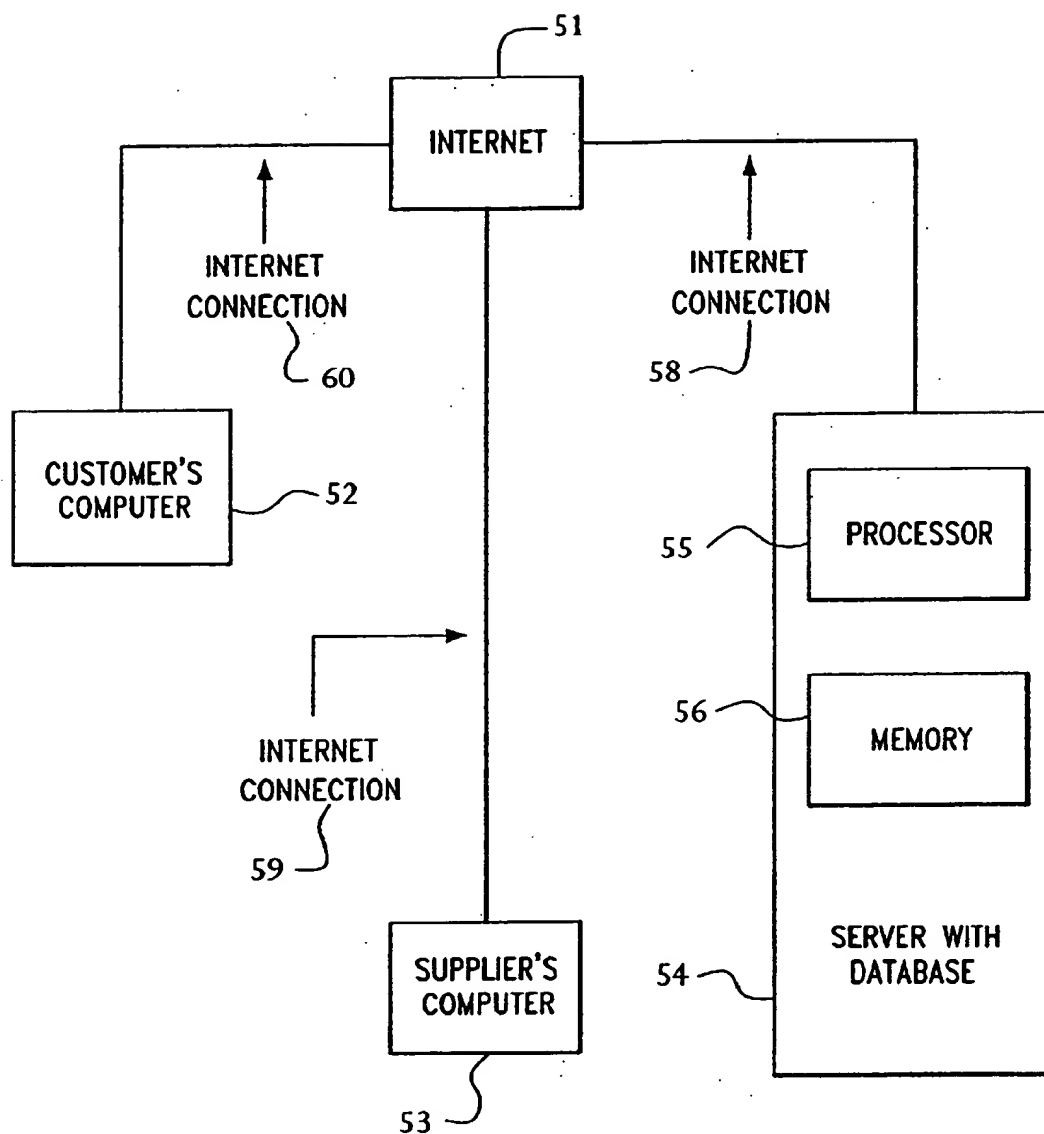 51
INTERNET
INTERNET
CONNECTION
60
INTERNET
CONNECTION
58
CUSTOMER'S
COMPUTER
52
55
PROCESSOR
56
MEMORY
INTERNET
CONNECTION
59
SUPPLIER'S
COMPUTER
53
54
SERVER WITH
DATABASE